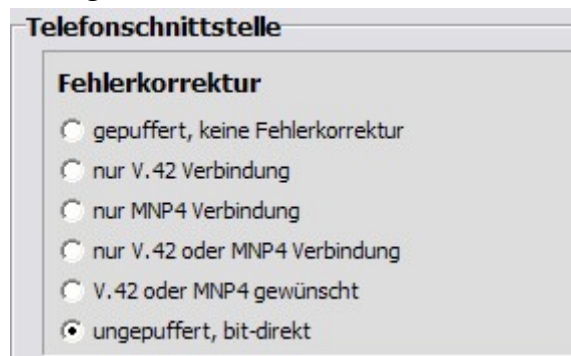 Telefonschnittstelle
Fehlerkorrektur
gepuffert, keine Fehlerkorrektur
nur V.42 Verbindung
nur MNP4 Verbindung
nur V.42 oder MNP4 Verbindung
V.42 oder MNP4 gewünscht
ungepuffert, bit-direkt